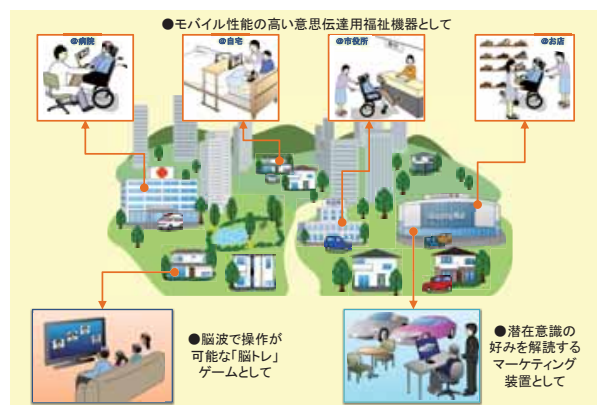 ●モバイル性能の高い意思伝達用福祉機器として
@病院
@自宅
@市役所
@お店
●脳波で操作が
可能な「脳トレ」
ゲームとして
●潜在意識の
好みを解読する
マーケティング
装置として